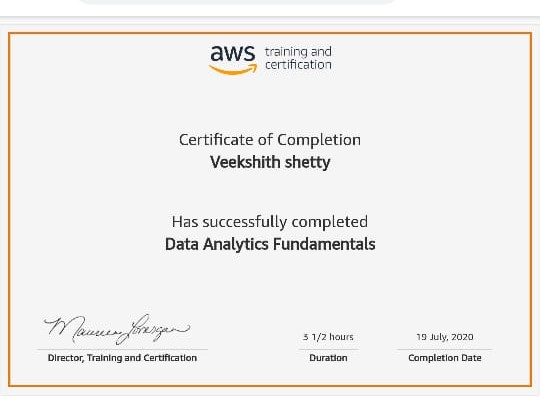 aws training and
certification
Certificate of Completion
Veekshith shetty
Has successfully completed
Data Analytics Fundamentals
Maureen Lonergan
3 1/2 hours
19 July, 2020
Director, Training and Certification
Duration
Completion Date